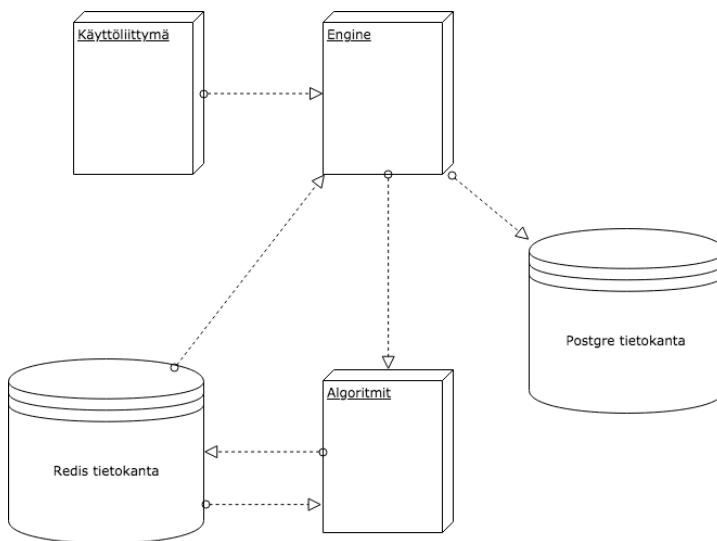 Käyttöliittymä
Engine
Postgre tietokanta
Algoritmit
Redis tietokanta